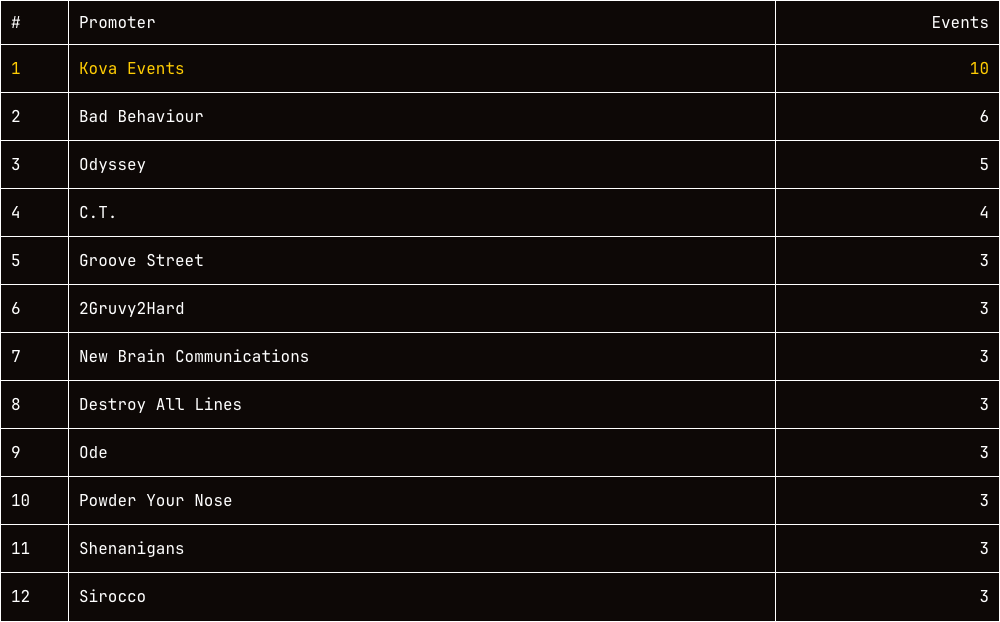 # Promoter Events
1 Kova Events 10
2 Bad Behaviour 6
3 Odyssey 5
4 C.T. 4
5 Groove Street 3
6 2Gruvy2Hard 3
7 New Brain Communications 3
8 Destroy All Lines 3
9 Ode 3
10 Powder Your Nose 3
11 Shenanigans 3
12 Sirocco 3